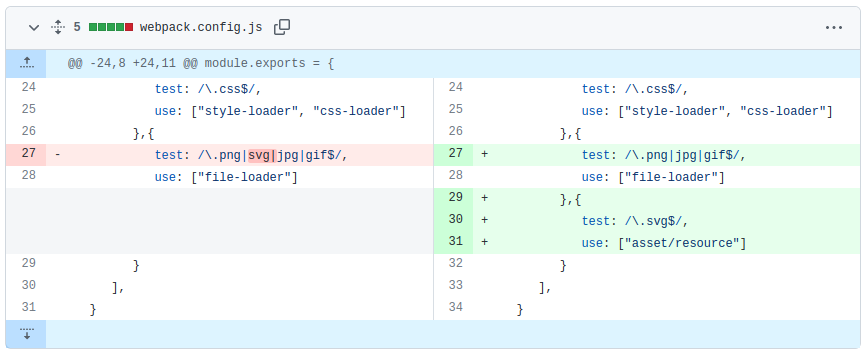 5 webpack.config.js
@@ -24,8 +24,11 @@ module.exports = {
24 test: /\.css$/, 24 test: /\.css$/,
25 use: ["style-loader", "css-loader"] 25 use: ["style-loader", "css-loader"]
26 },{ 26 },{
27 - test: /\.png|svg|jpg|gif$/, 27 + test: /\.png|jpg|gif$/,
28 use: ["file-loader"] 28 use: ["file-loader"]
29 + },{
30 + test: /\.svg$/,
31 + use: ["asset/resource"]
29 } 32 }
30 ], 33 ],
31 } 34 }